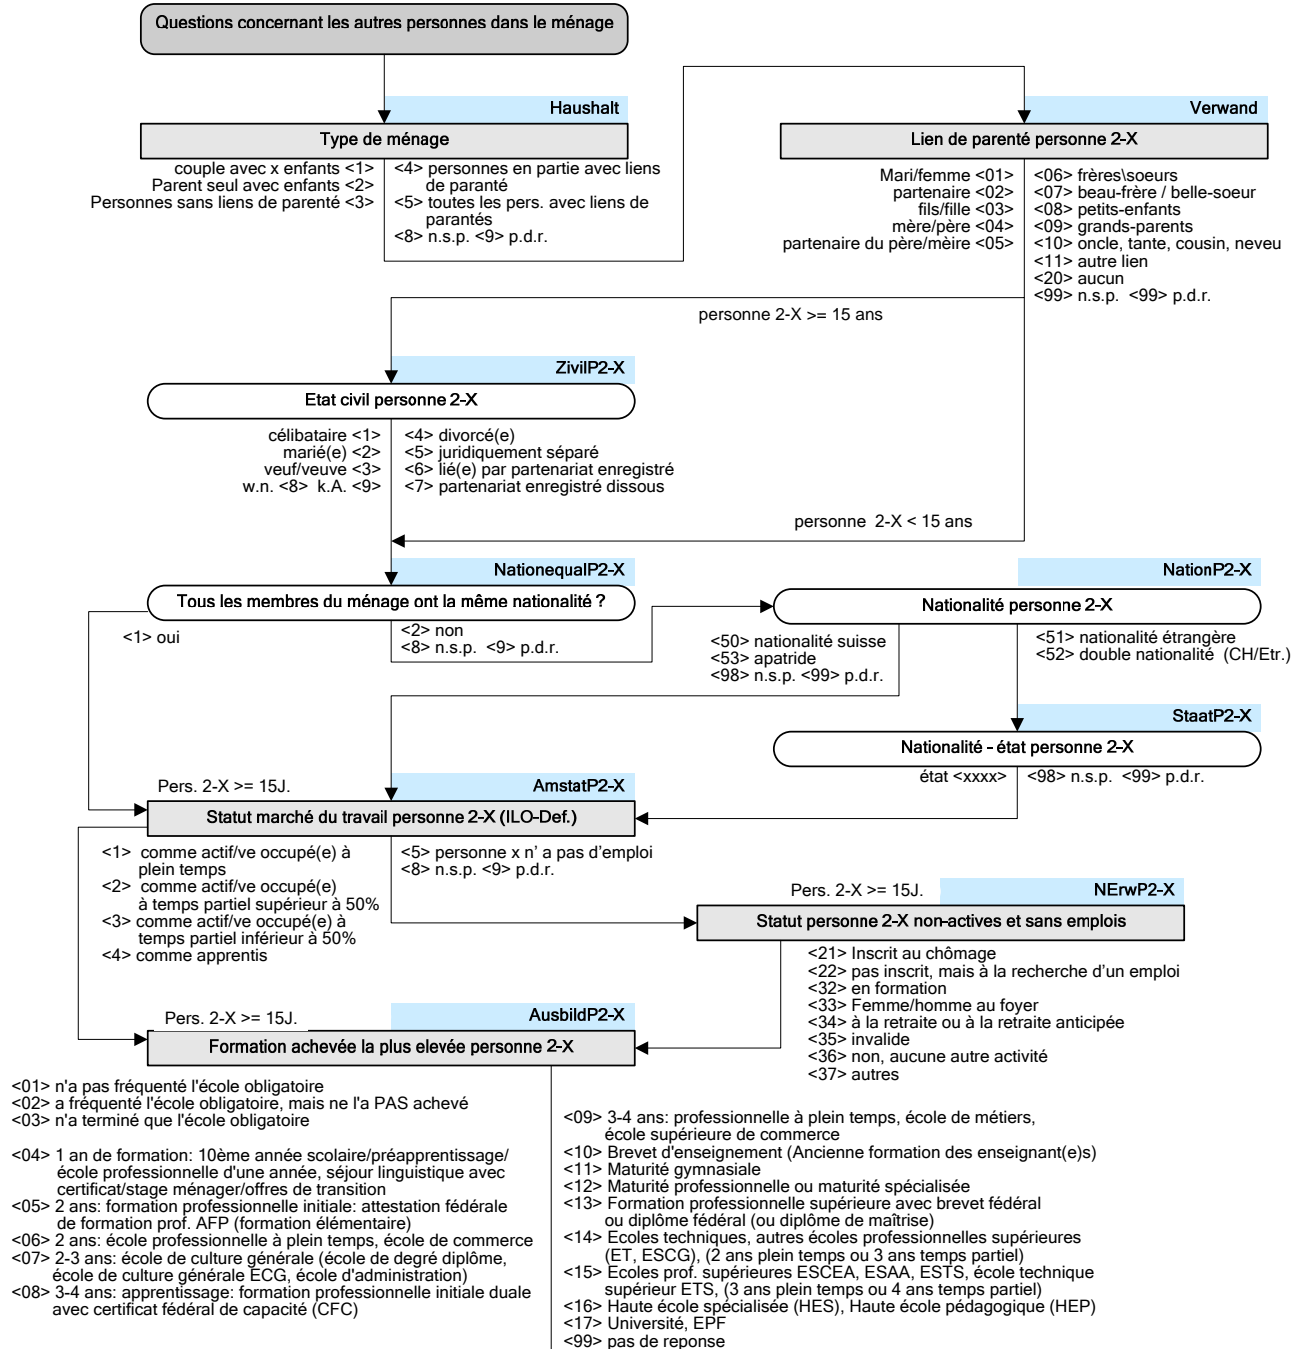 Questions concernant les autres personnes dans le ménage
Haushalt
Type de ménage
couple avec x enfants <1>
Parent seul avec enfants <2>
Personnes sans liens de parenté <3>
<4> personnes en partie avec liens
de paranté
<5> toutes les pers. avec liens de
parantés
<8> n.s.p. <9> p.d.r.
Verwand
Lien de parenté personne 2-X
Mari/femme <01>
partenaire <02>
fils/fille <03>
mère/père <04>
partenaire du père/mèire <05>
<06> frères\soeurs
<07> beau-frère / belle-soeur
<08> petits-enfants
<09> grands-parents
<10> oncle, tante, cousin, neveu
<11> autre lien
<20> aucun
<99> n.s.p. <99> p.d.r.
personne 2-X >= 15 ans
ZivilP2-X
Etat civil personne 2-X
célibataire <1>
marié(e) <2>
veuf/veuve <3>
w.n. <8> k.A. <9>
<4> divorcé(e)
<5> juridiquement séparé
<6> lié(e) par partenariat enregistré
<7> partenariat enregistré dissous
personne 2-X < 15 ans
NationequalP2-X
Tous les membres du ménage ont la même nationalité ?
<1> oui
<2> non
<8> n.s.p. <9> p.d.r.
NationP2-X
Nationalité personne 2-X
<50> nationalité suisse
<53> apatride
<98> n.s.p. <99> p.d.r.
<51> nationalité étrangère
<52> double nationalité (CH/Etr.)
StaatP2-X
Nationalité - état personne 2-X
état <xxxx>
<98> n.s.p. <99> p.d.r.
Pers. 2-X >= 15J.
AmstatP2-X
Statut marché du travail personne 2-X (ILO-Def.)
<1> comme actif/ve occupé(e) à
plein temps
<2> comme actif/ve occupé(e)
à temps partiel supérieur à 50%
<3> comme actif/ve occupé(e) à
temps partiel inférieur à 50%
<4> comme apprentis
<5> personne x n' a pas d'emploi
<8> n.s.p. <9> p.d.r.
Pers. 2-X >= 15J.
NErwP2-X
Statut personne 2-X non-actives et sans emplois
<21> Inscrit au chômage
<22> pas inscrit, mais à la recherche d'un emploi
<32> en formation
<33> Femme/homme au foyer
<34> à la retraite ou à la retraite anticipée
<35> invalide
<36> non, aucune autre activité
<37> autres
Pers. 2-X >= 15J.
AusbildP2-X
Formation achevée la plus elevée personne 2-X
<01> n'a pas fréquenté l'école obligatoire
<02> a fréquenté l'école obligatoire, mais ne l'a PAS achevé
<03> n'a terminé que l'école obligatoire
<04> 1 an de formation: 10ème année scolaire/préapprentissage/
école professionnelle d'une année, séjour linguistique avec
certificat/stage ménager/offres de transition
<05> 2 ans: formation professionnelle initiale: attestation fédérale
de formation prof. AFP (formation élémentaire)
<06> 2 ans: école professionnelle à plein temps, école de commerce
<07> 2-3 ans: école de culture générale (école de degré diplôme,
école de culture générale ECG, école d'administration)
<08> 3-4 ans: apprentissage: formation professionnelle initiale duale
avec certificat fédéral de capacité (CFC)
<09> 3-4 ans: professionnelle à plein temps, école de métiers,
école supérieure de commerce
<10> Brevet d'enseignement (Ancienne formation des enseignant(e)s)
<11> Maturité gymnasiale
<12> Maturité professionnelle ou maturité spécialisée
<13> Formation professionnelle supérieure avec brevet fédéral
ou diplôme fédéral (ou diplôme de maîtrise)
<14> Ecoles techniques, autres écoles professionnelles supérieures
(ET, ESCG), (2 ans plein temps ou 3 ans temps partiel)
<15> Ecoles prof. supérieures ESCEA, ESAA, ESTS, école technique
supérieur ETS, (3 ans plein temps ou 4 ans temps partiel)
<16> Haute école spécialisée (HES), Haute école pédagogique (HEP)
<17> Université, EPF
<99> pas de reponse